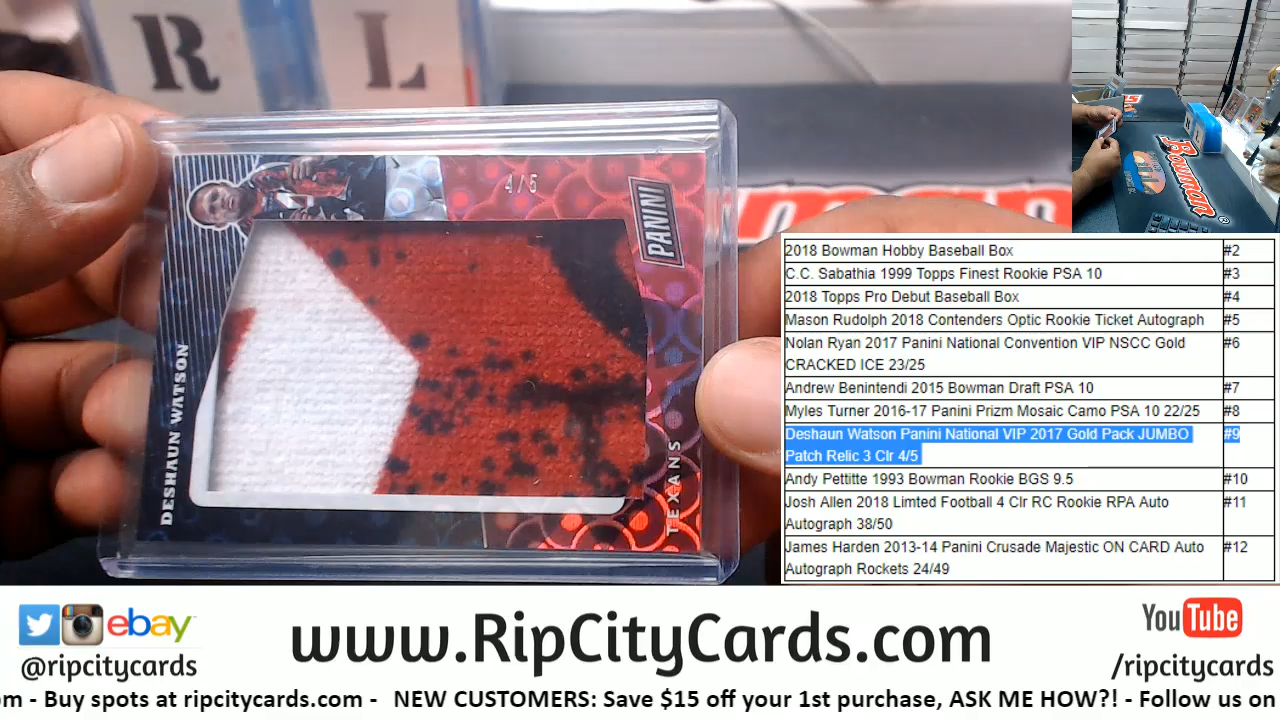 R L
4/5
PANINI
DESHAUN WATSON
TEXANS
Bowman
2018 Bowman Hobby Baseball Box #2
C.C. Sabathia 1999 Topps Finest Rookie PSA 10 #3
2018 Topps Pro Debut Baseball Box #4
Mason Rudolph 2018 Contenders Optic Rookie Ticket Autograph #5
Nolan Ryan 2017 Panini National Convention VIP NSCC Gold #6
CRACKED ICE 23/25
Andrew Benintendi 2015 Bowman Draft PSA 10 #7
Myles Turner 2016-17 Panini Prizm Mosaic Camo PSA 10 22/25 #8
Deshaun Watson Panini National VIP 2017 Gold Pack JUMBO #9
Patch Relic 3 Clr 4/5
Andy Pettitte 1993 Bowman Rookie BGS 9.5 #10
Josh Allen 2018 Limted Football 4 Clr RC Rookie RPA Auto #11
Autograph 38/50
James Harden 2013-14 Panini Crusade Majestic ON CARD Auto #12
Autograph Rockets 24/49
ebay
@ripcitycards
www.RipCityCards.com
YouTube
/ripcitycards
om - Buy spots at ripcitycards.com - NEW CUSTOMERS: Save $15 off your 1st purchase, ASK ME HOW?! - Follow us on